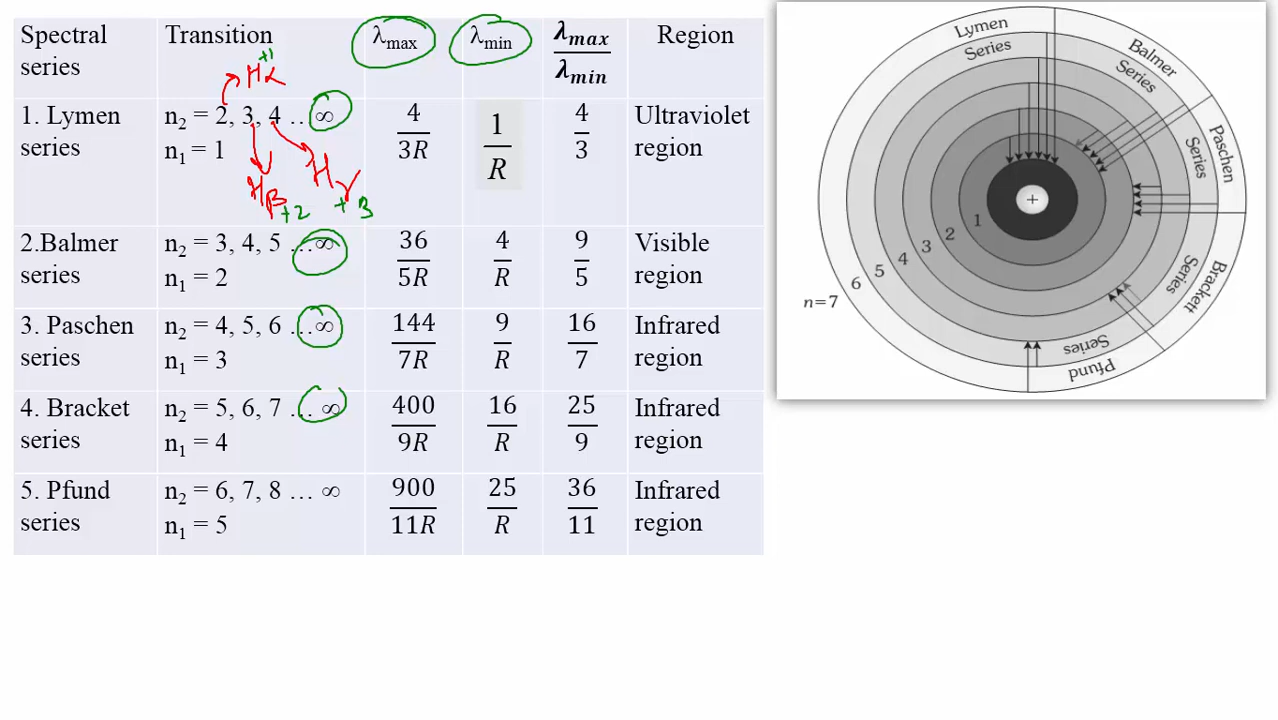 Spectral series
Transition
λmax
λmin
λmax/λmin
Region
Hα +1
1. Lymen series
n2 = 2, 3, 4 … ∞
n1 = 1
4/3R
1/R
4/3
Ultraviolet region
Hγ
Hβ
+2
+3
2.Balmer series
n2 = 3, 4, 5 … ∞
n1 = 2
36/5R
4/R
9/5
Visible region
3. Paschen series
n2 = 4, 5, 6 … ∞
n1 = 3
144/7R
9/R
16/7
Infrared region
4. Bracket series
n2 = 5, 6, 7 … ∞
n1 = 4
400/9R
16/R
25/9
Infrared region
5. Pfund series
n2 = 6, 7, 8 … ∞
n1 = 5
900/11R
25/R
36/11
Infrared region
Lymen
Series
Balmer
Series
Paschen
Series
Brackett
Series
Pfund
Series
+
1
2
3
4
5
6
n=7